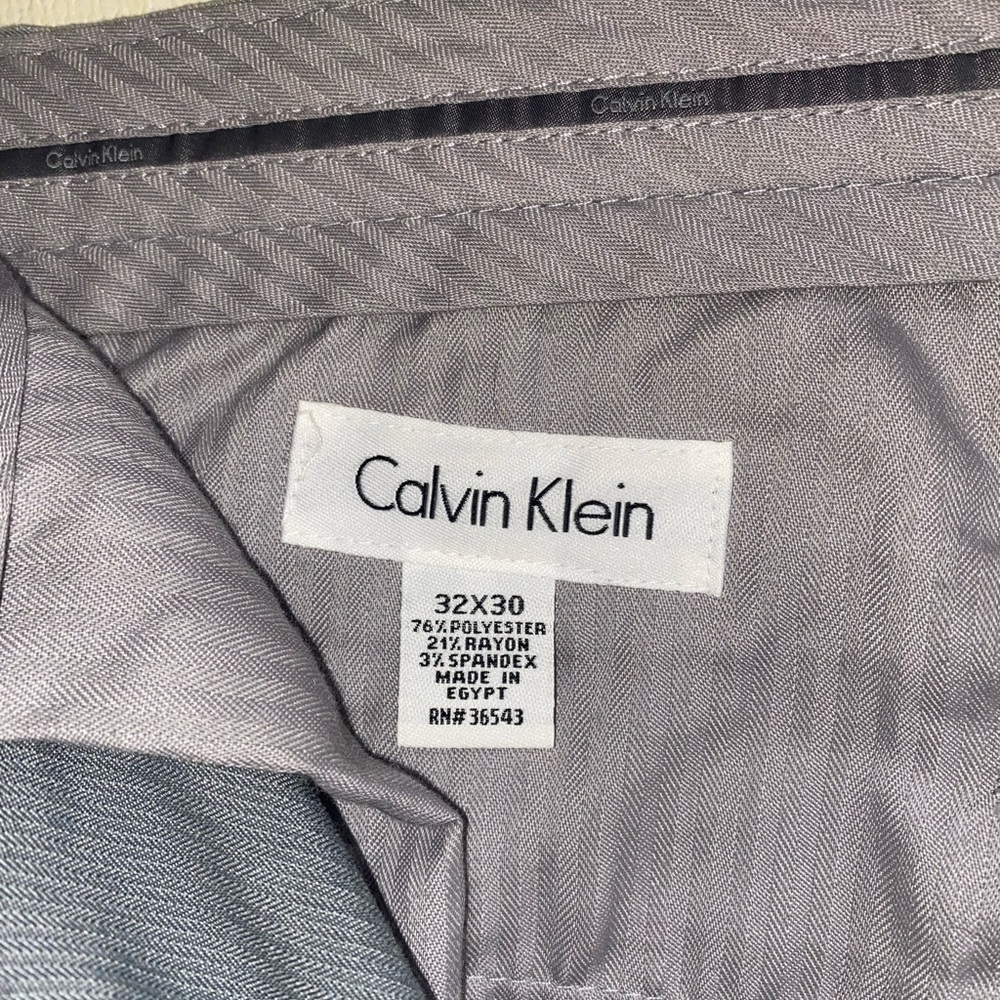 Calvin Klein
Calvin Klein
Calvin Klein
32X30
76% POLYESTER
21% RAYON
3% SPANDEX
MADE IN
EGYPT
RN# 36543